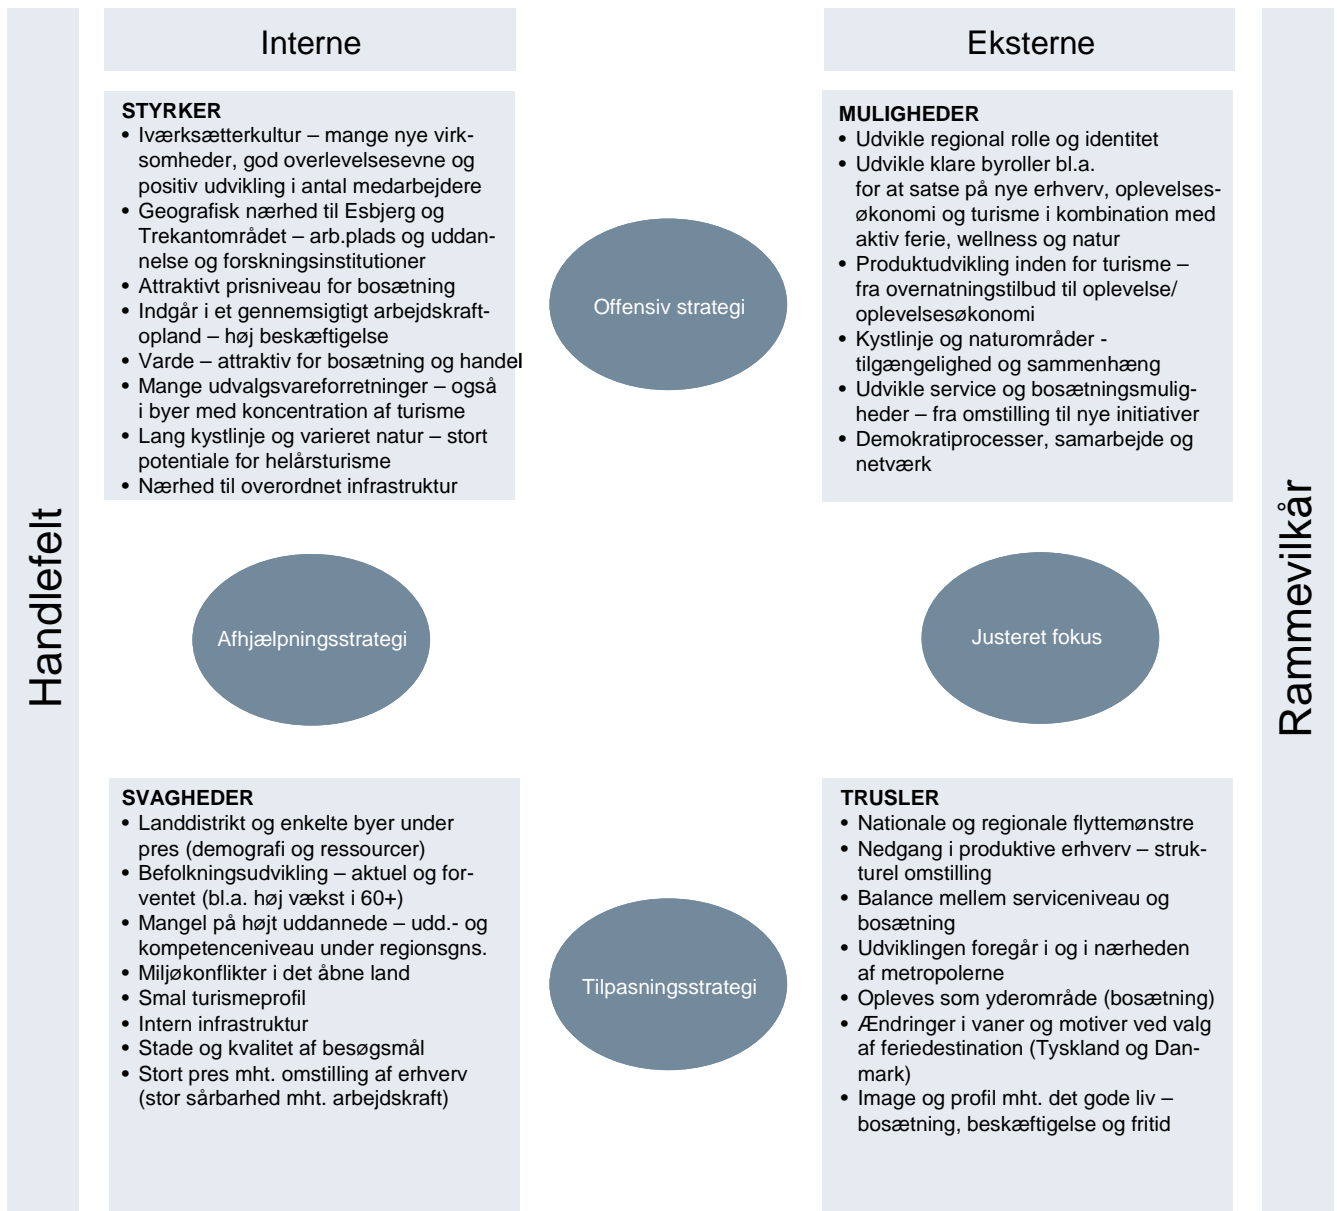 Interne
Eksterne
Handlefelt
STYRKER
• Iværksætterkultur – mange nye virk-
somheder, god overlevelsesevne og
positiv udvikling i antal medarbejdere
• Geografisk nærhed til Esbjerg og
Trekantområdet – arb.plads og uddan-
nelse og forskningsinstitutioner
• Attraktivt prisniveau for bosætning
• Indgår i et gennemsigtigt arbejdskraft-
opland – høj beskæftigelse
• Varde – attraktiv for bosætning og handel
• Mange udvalgsvareforretninger – også
i byer med koncentration af turisme
• Lang kystlinje og varieret natur – stort
potentiale for helårsturisme
• Nærhed til overordnet infrastruktur
Offensiv strategi
MULIGHEDER
• Udvikle regional rolle og identitet
• Udvikle klare byroller bl.a.
for at satse på nye erhverv, oplevelses-
økonomi og turisme i kombination med
aktiv ferie, wellness og natur
• Produktudvikling inden for turisme –
fra overnatningstilbud til oplevelse/
oplevelsesøkonomi
• Kystlinje og naturområder -
tilgængelighed og sammenhæng
• Udvikle service og bosætningsmulig-
heder – fra omstilling til nye initiativer
• Demokratiprocesser, samarbejde og
netværk
Rammevilkår
Afhjælpningsstrategi
Justeret fokus
SVAGHEDER
• Landdistrikt og enkelte byer under
pres (demografi og ressourcer)
• Befolkningsudvikling – aktuel og for-
ventet (bl.a. høj vækst i 60+)
• Mangel på højt uddannede – udd.- og
kompetenceniveau under regionsgns.
• Miljøkonflikter i det åbne land
• Smal turismeprofil
• Intern infrastruktur
• Stade og kvalitet af besøgsmål
• Stort pres mht. omstilling af erhverv
(stor sårbarhed mht. arbejdskraft)
Tilpasningsstrategi
TRUSLER
• Nationale og regionale flyttemønstre
• Nedgang i produktive erhverv – struk-
turel omstilling
• Balance mellem serviceniveau og
bosætning
• Udviklingen foregår i og i nærheden
af metropolerne
• Opleves som yderområde (bosætning)
• Ændringer i vaner og motiver ved valg
af feriedestination (Tyskland og Dan-
mark)
• Image og profil mht. det gode liv –
bosætning, beskæftigelse og fritid